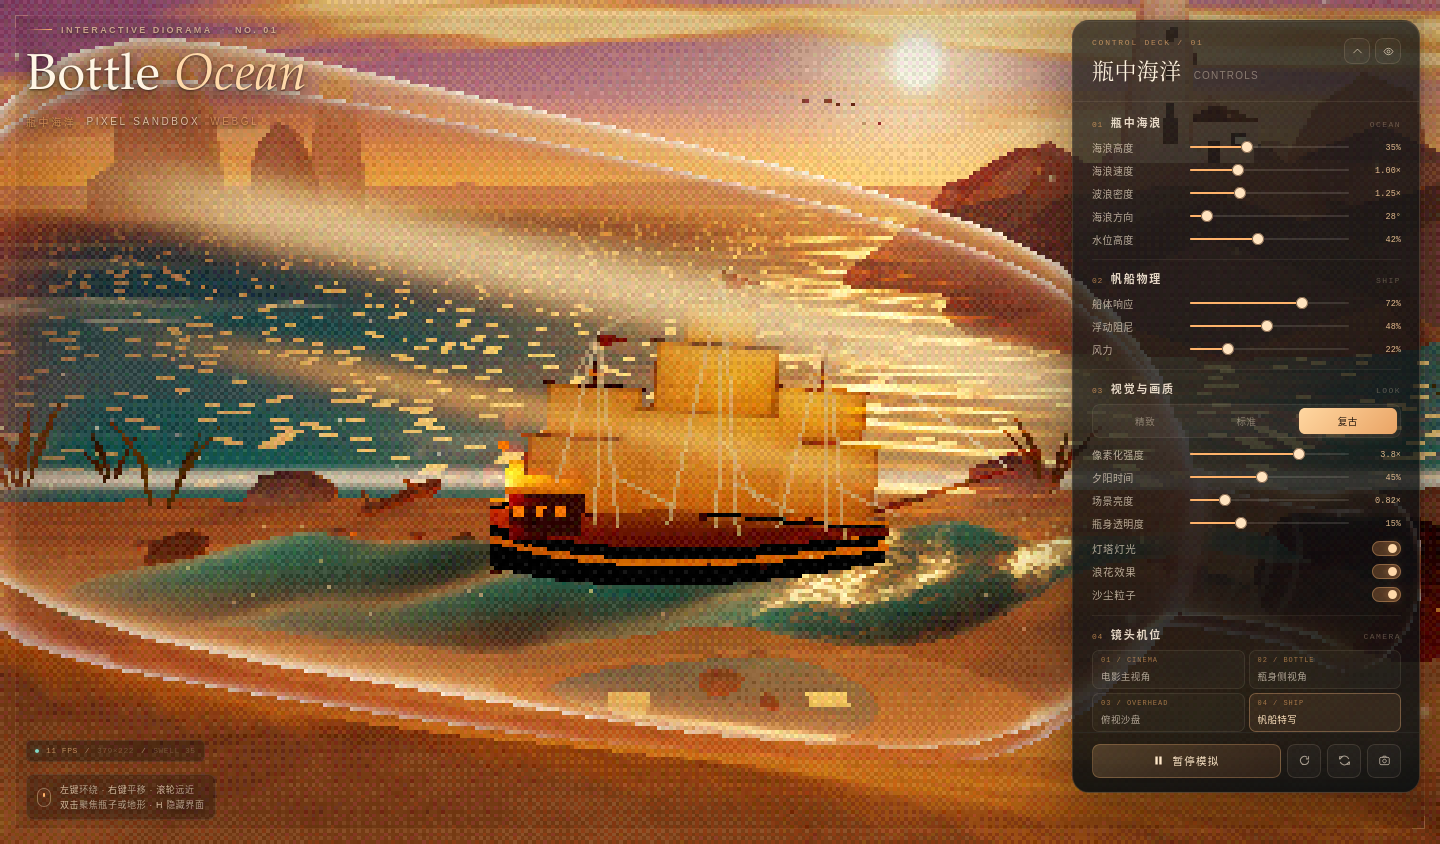 INTERACTIVE DIORAMA NO. 01
Bottle Ocean
瓶中海洋 PIXEL SANDBOX WEBGL
CONTROL DECK / 01
瓶中海洋 CONTROLS
01 瓶中海浪 OCEAN
海浪高度 35%
海浪速度 1.00×
波浪密度 1.25×
海浪方向 28°
水位高度 42%
02 帆船物理 SHIP
船体响应 72%
浮动阻尼 48%
风力 22%
03 视觉与画质 LOOK
精致 标准 复古
像素化强度 3.8×
夕阳时间 45%
场景亮度 0.82×
瓶身透明度 15%
灯塔灯光
浪花效果
沙尘粒子
04 镜头机位 CAMERA
01 / CINEMA
电影主视角
02 / BOTTLE
瓶身侧视角
03 / OVERHEAD
俯视沙盘
04 / SHIP
帆船特写
暂停模拟
11 FPS / 379×222 / SWELL 35
左键环绕 · 右键平移 · 滚轮远近
双击聚焦瓶子或地形 · H 隐藏界面